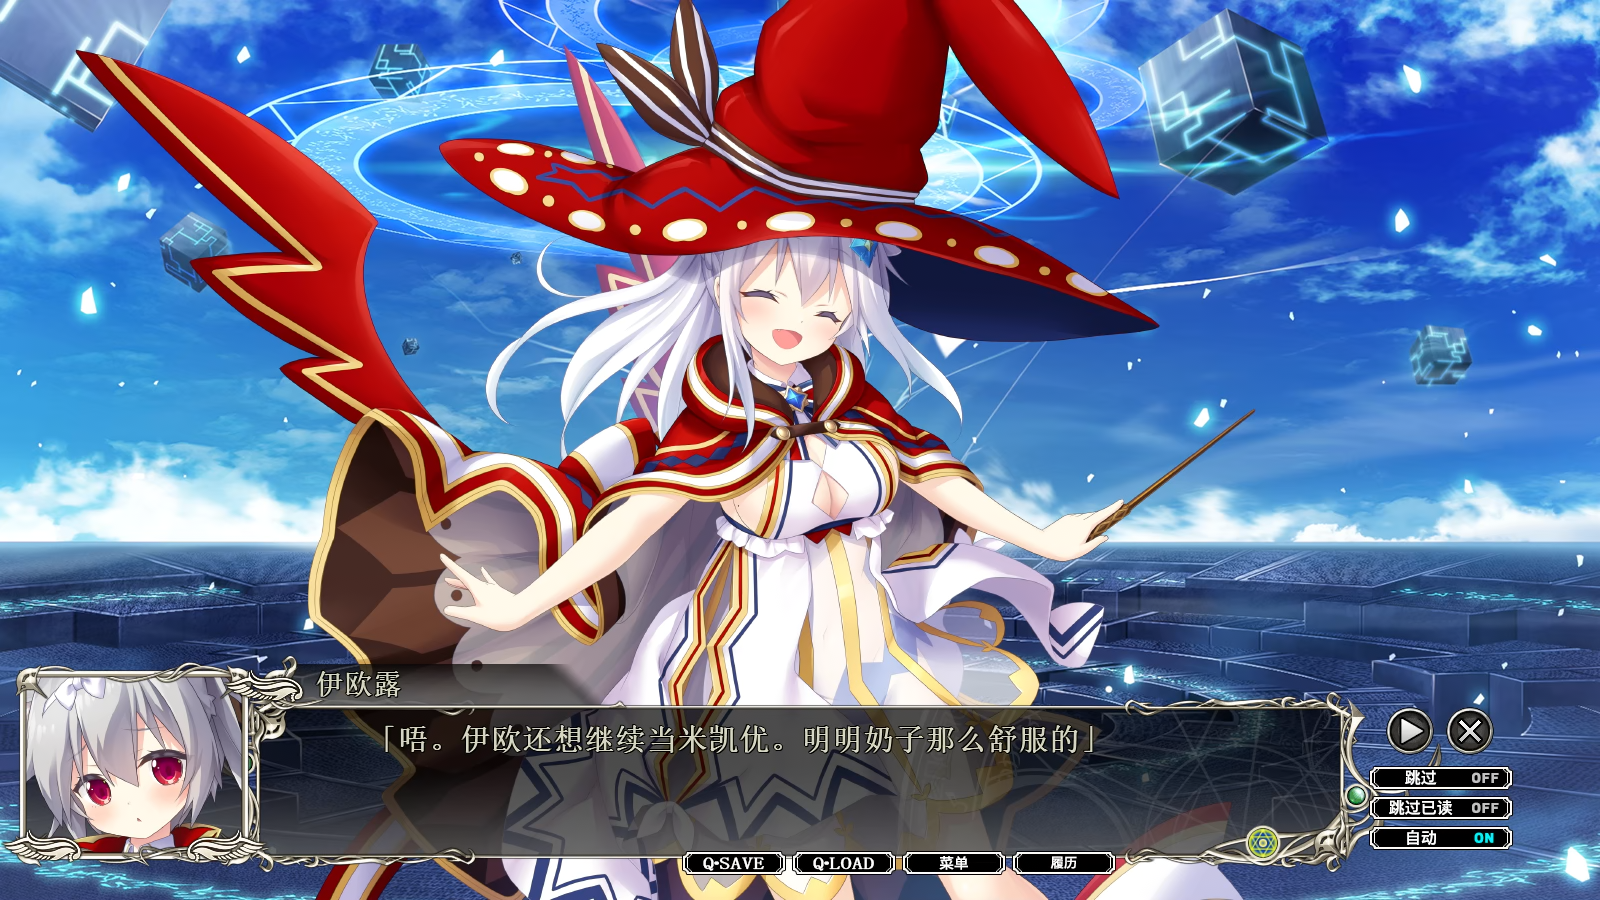 伊欧露
「唔。伊欧还想继续当米凯优。明明奶子那么舒服的」
跳过 OFF
跳过已读 OFF
自动 ON
Q•SAVE
Q•LOAD
菜单
履历